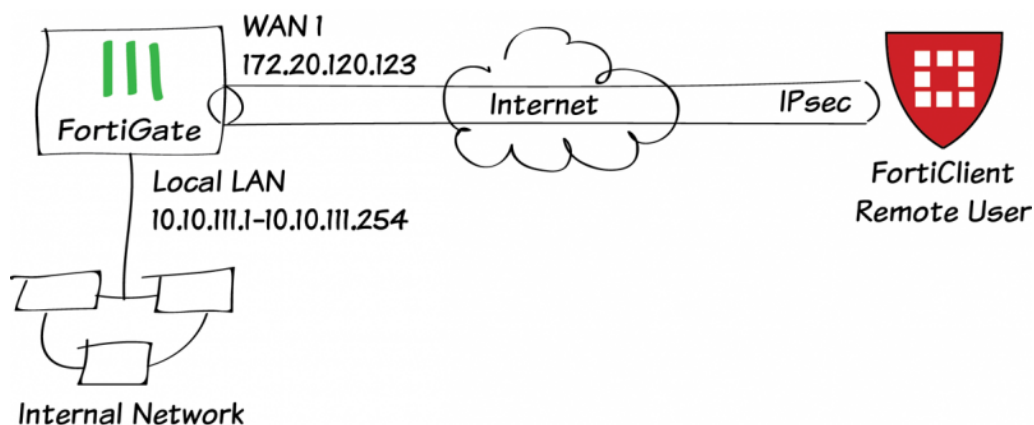 WAN 1
172.20.120.123
FortiGate
Internet
IPsec
Local LAN
10.10.111.1-10.10.111.254
FortiClient
Remote User
Internal Network